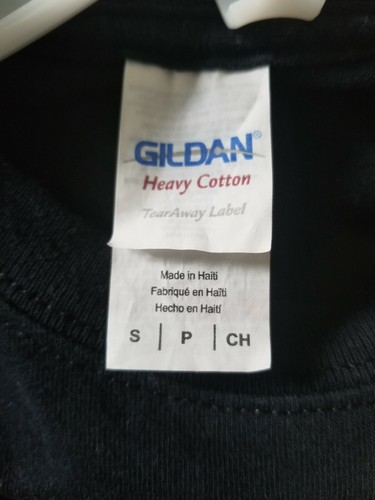 GILDAN®
Heavy Cotton
TearAway Label
Made in Haiti
Fabriqué en Haïti
Hecho en Haití
S | P | CH